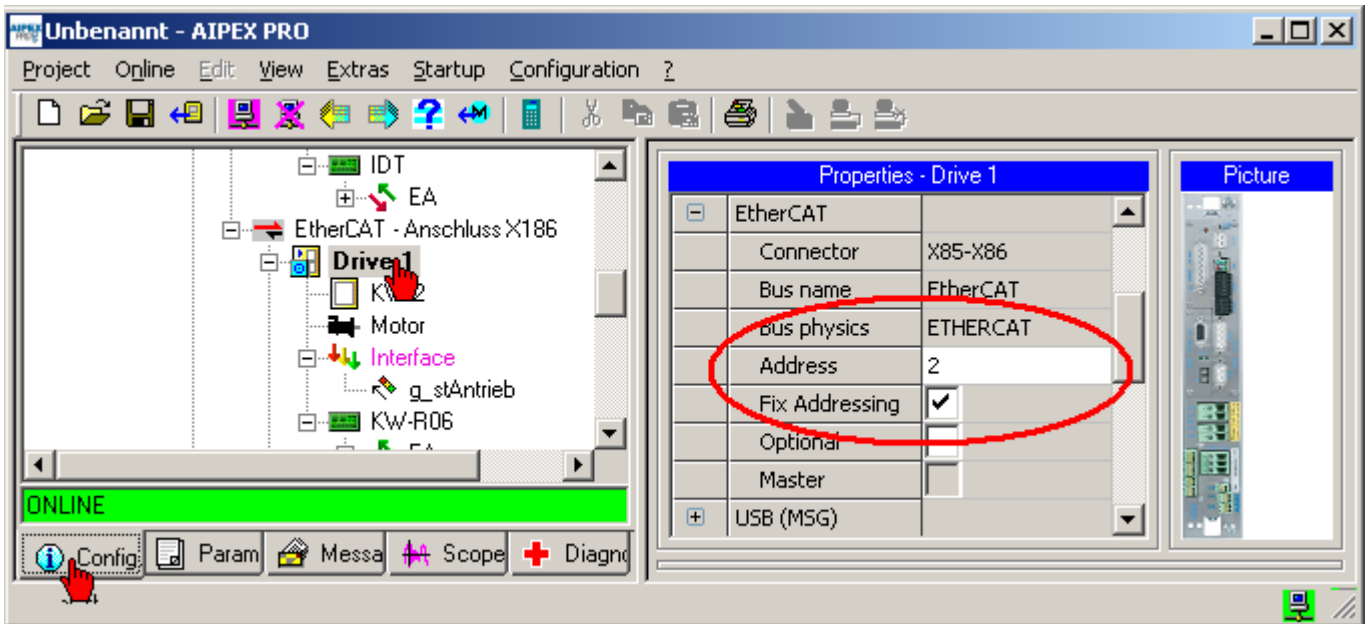 Unbenannt - AIPEX PRO
Project Online Edit View Extras Startup Configuration ?
IDT
EA
EtherCAT - Anschluss X186
Drive 1
Motor
Interface
g_stAntrieb
KW-R06
EA
ONLINE
Config
Param
Messa
Scope
Diagno
Properties - Drive 1
EtherCAT
Connector X85-X86
Bus name EtherCAT
Bus physics ETHERCAT
Address 2
Fix Addressing
Optional
Master
USB (MSG)
Picture